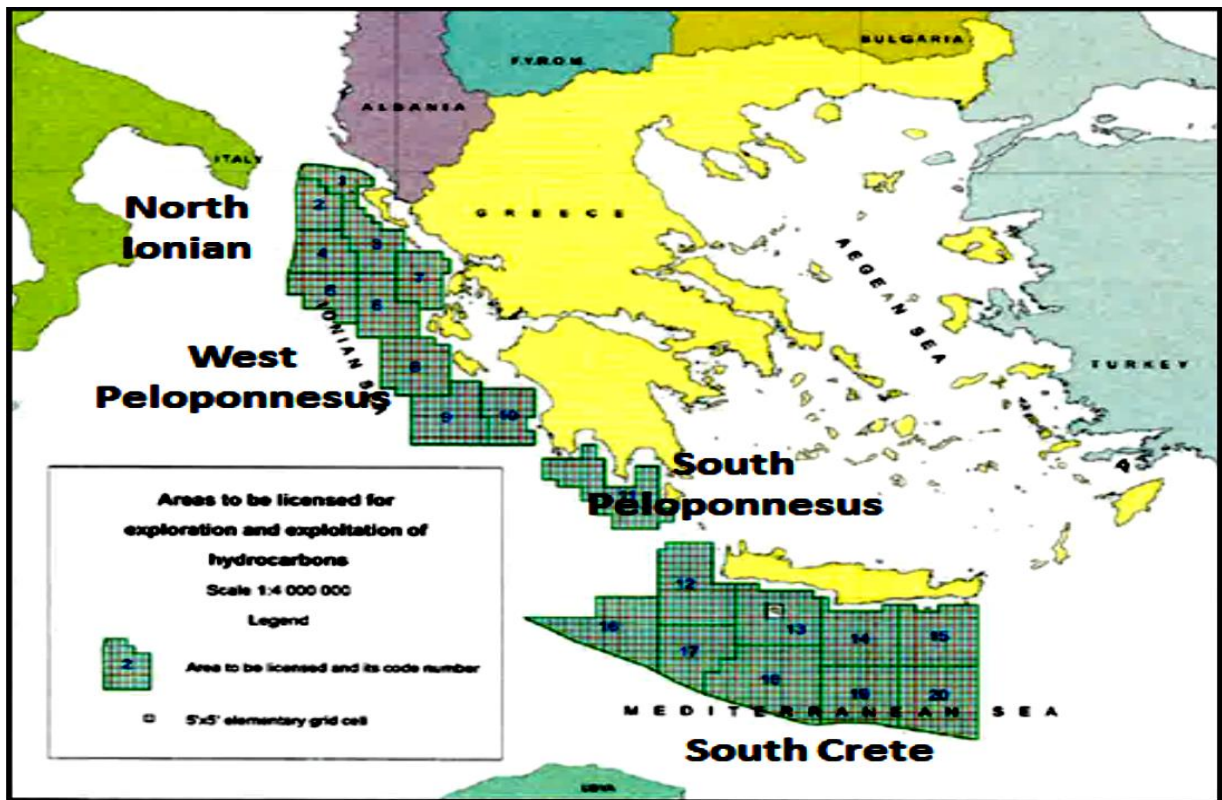 BULGARIA
F.Y.R.O.M.
ALBANIA
ITALY
1
North
Ionian
2
GREECE
3
4
7
AEGEAN SEA
5
6
IONIAN S
West
Peloponnesus
8
TURKEY
9
10
South
Peloponnesus
Areas to be licensed for
exploration and exploitation of
hydrocarbons
Scale 1:4 000 000
Legend
2
Area to be licensed and its code number
5'x5' elementary grid cell
12
16
13
14
15
17
18
19
20
MEDITERRANEAN SEA
South Crete
LIBYA